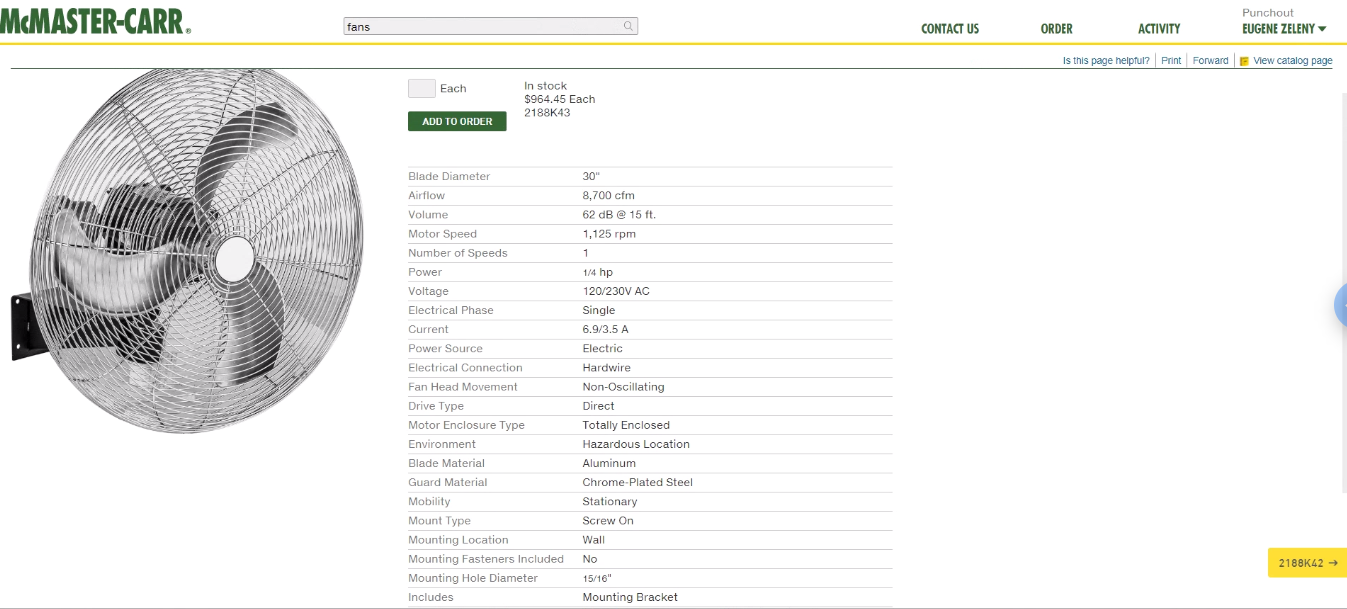 McMASTER-CARR®
fans
CONTACT US
ORDER
ACTIVITY
Punchout
EUGENE ZELENY
Is this page helpful?
Print
Forward
View catalog page
Each
ADD TO ORDER
In stock
$964.45 Each
2188K43
Blade Diameter 30"
Airflow 8,700 cfm
Volume 62 dB @ 15 ft.
Motor Speed 1,125 rpm
Number of Speeds 1
Power 1/4 hp
Voltage 120/230V AC
Electrical Phase Single
Current 6.9/3.5 A
Power Source Electric
Electrical Connection Hardwire
Fan Head Movement Non-Oscillating
Drive Type Direct
Motor Enclosure Type Totally Enclosed
Environment Hazardous Location
Blade Material Aluminum
Guard Material Chrome-Plated Steel
Mobility Stationary
Mount Type Screw On
Mounting Location Wall
Mounting Fasteners Included No
Mounting Hole Diameter 15/16"
Includes Mounting Bracket
2188K42 →